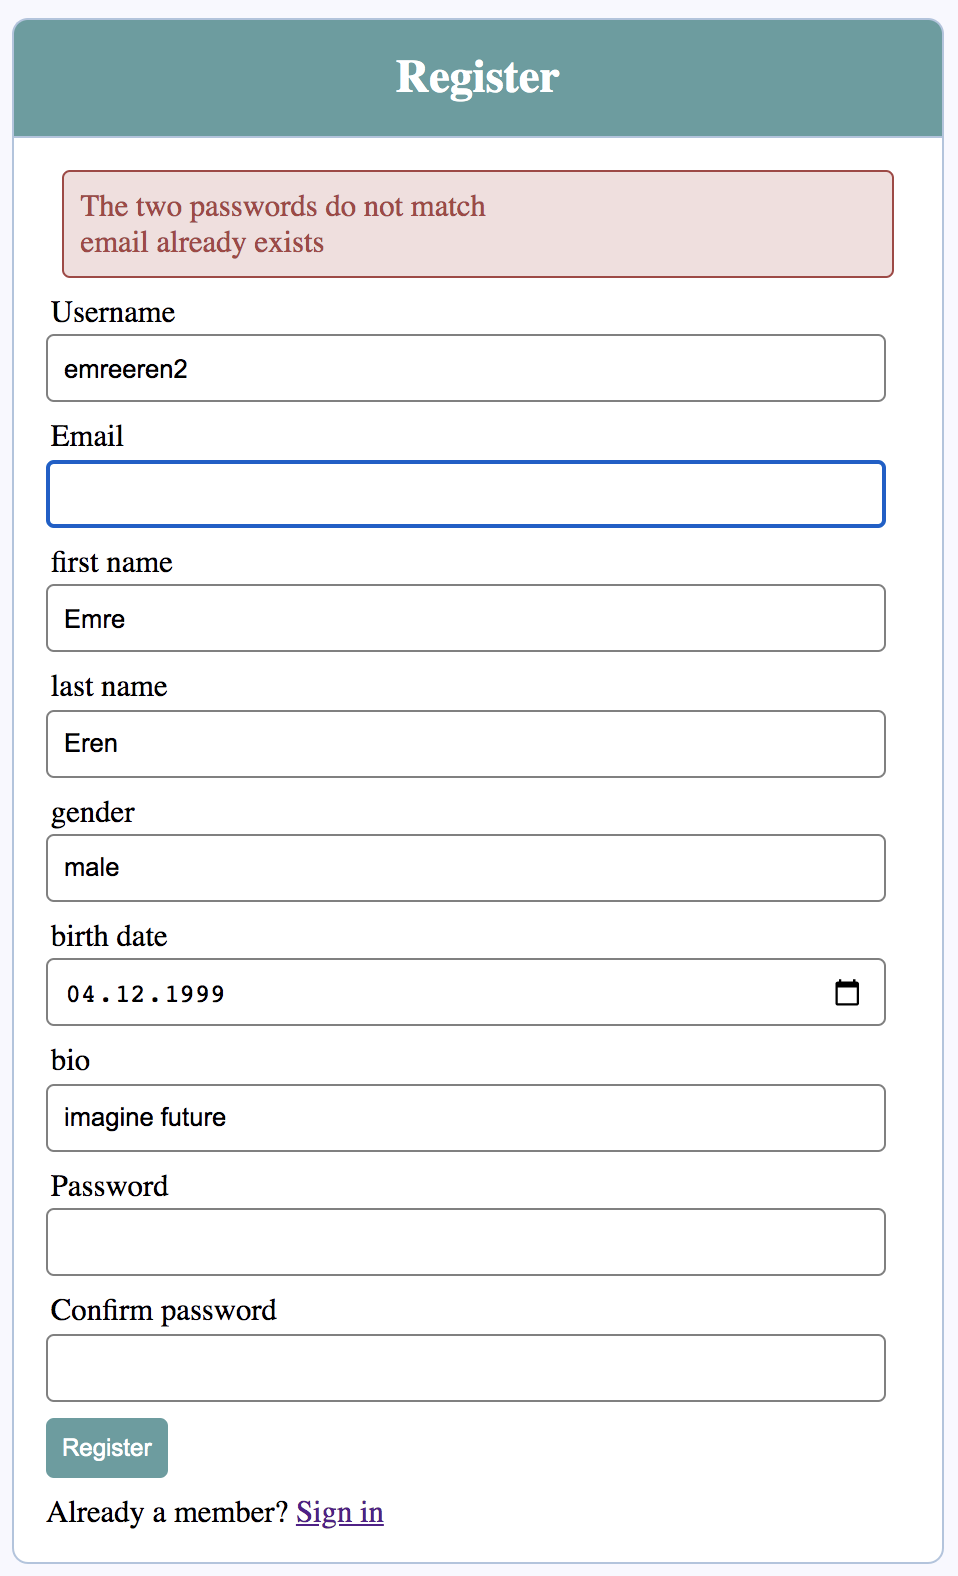 Register
The two passwords do not match
email already exists
Username
emreeren2
Email
first name
Emre
last name
Eren
gender
male
birth date
04.12.1999
bio
imagine future
Password
Confirm password
Register
Already a member? Sign in